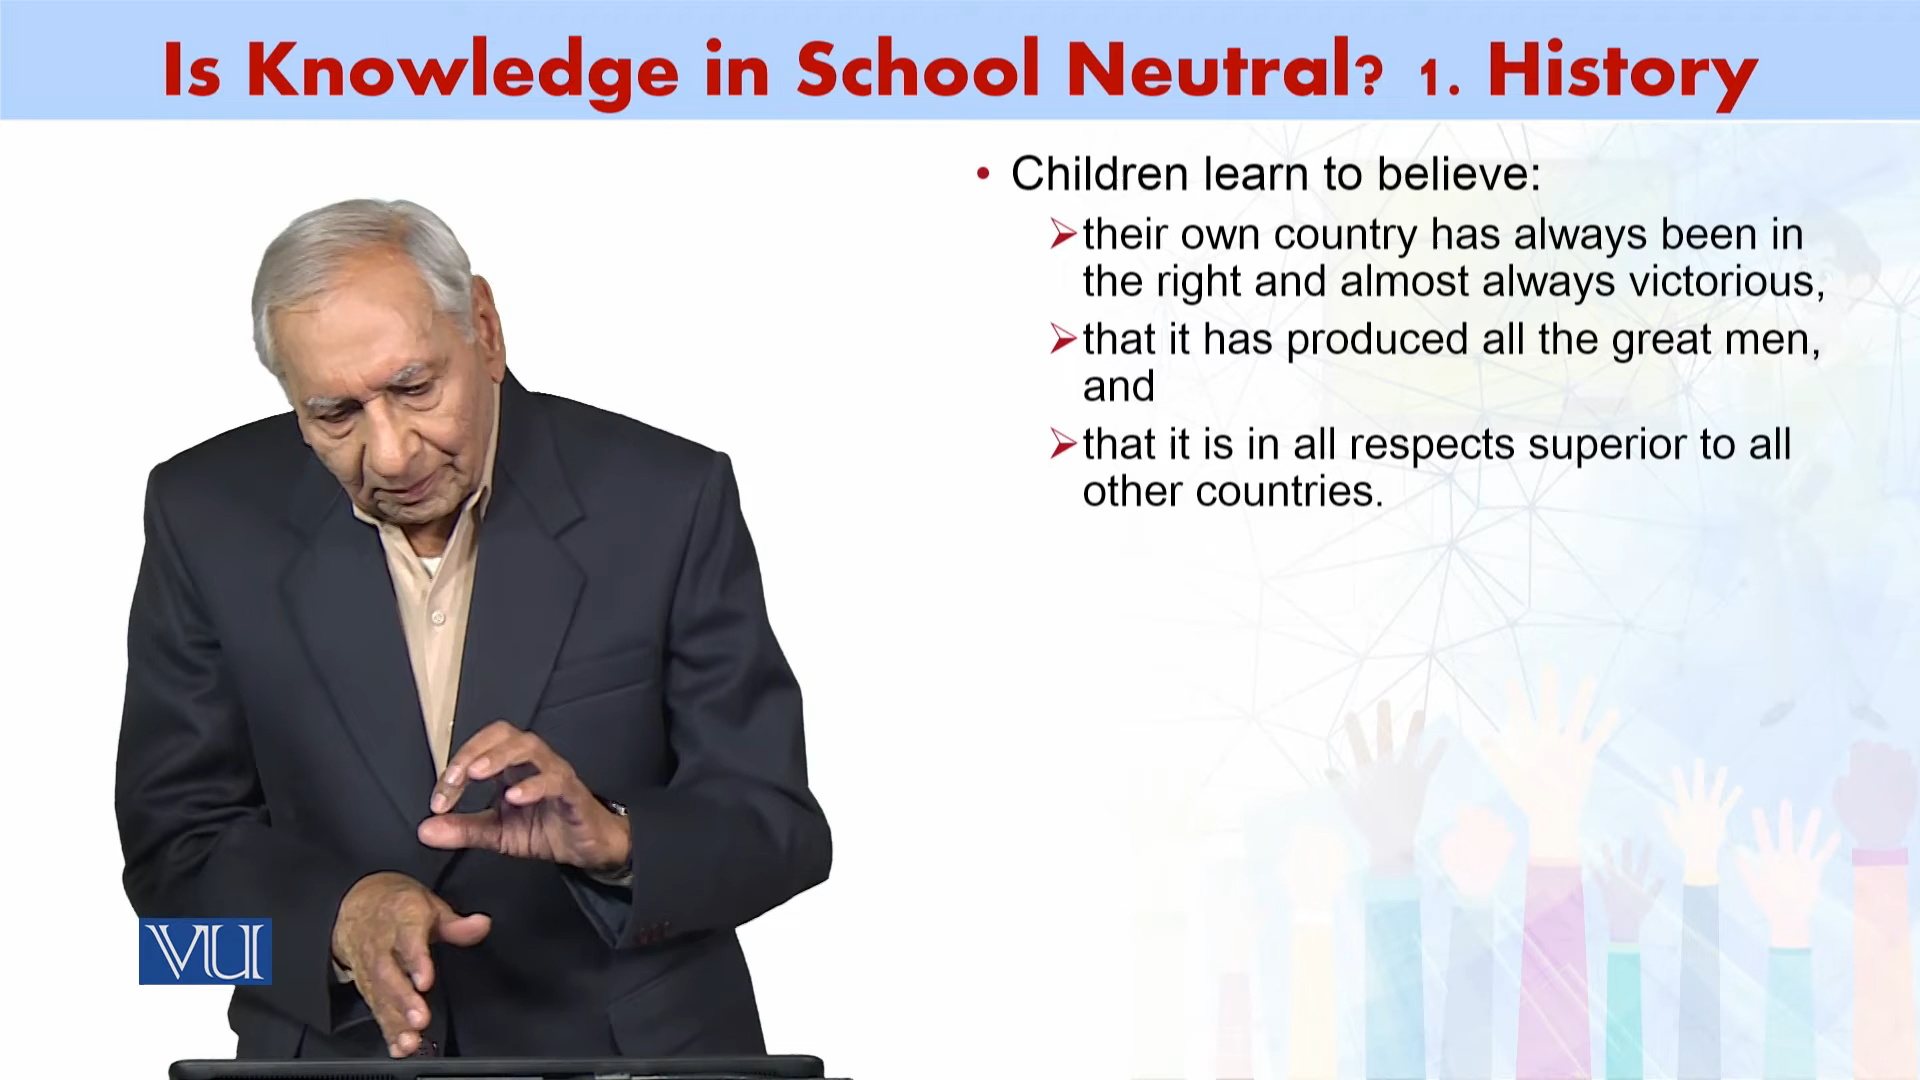 Is Knowledge in School Neutral? 1. History
• Children learn to believe:
➢their own country has always been in
the right and almost always victorious,
➢that it has produced all the great men,
and
➢that it is in all respects superior to all
other countries.
VU